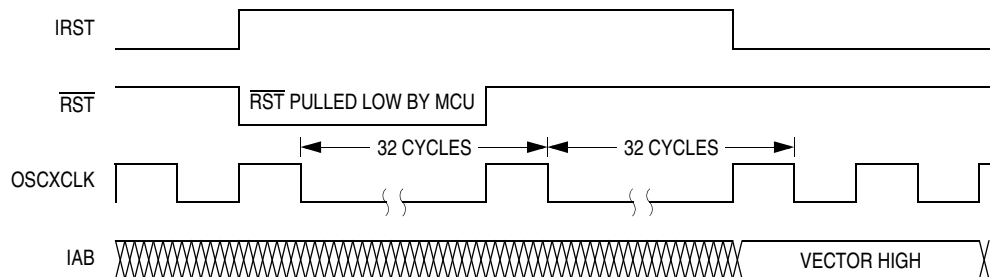 IRST
RST
RST PULLED LOW BY MCU
32 CYCLES
32 CYCLES
OSCXCLK
IAB
VECTOR HIGH